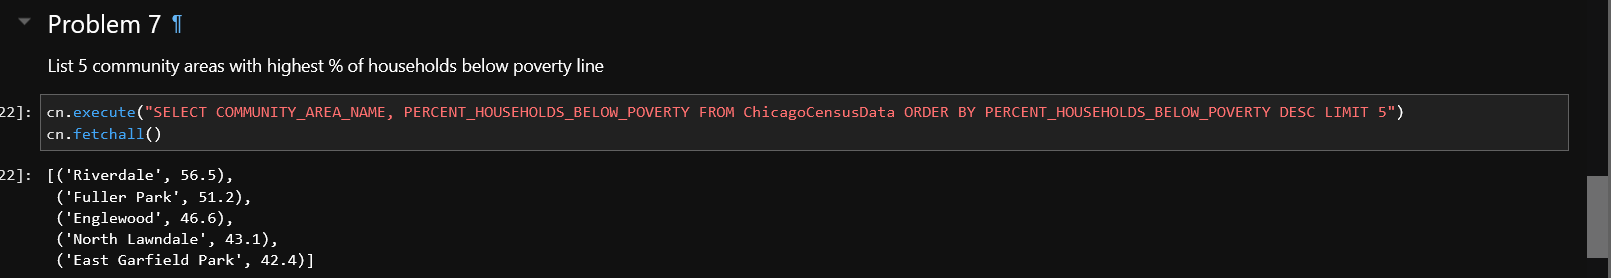 Problem 7 ¶
List 5 community areas with highest % of households below poverty line
22]: cn.execute("SELECT COMMUNITY_AREA_NAME, PERCENT_HOUSEHOLDS_BELOW_POVERTY FROM ChicagoCensusData ORDER BY PERCENT_HOUSEHOLDS_BELOW_POVERTY DESC LIMIT 5")
cn.fetchall()
22]: [('Riverdale', 56.5),
('Fuller Park', 51.2),
('Englewood', 46.6),
('North Lawndale', 43.1),
('East Garfield Park', 42.4)]